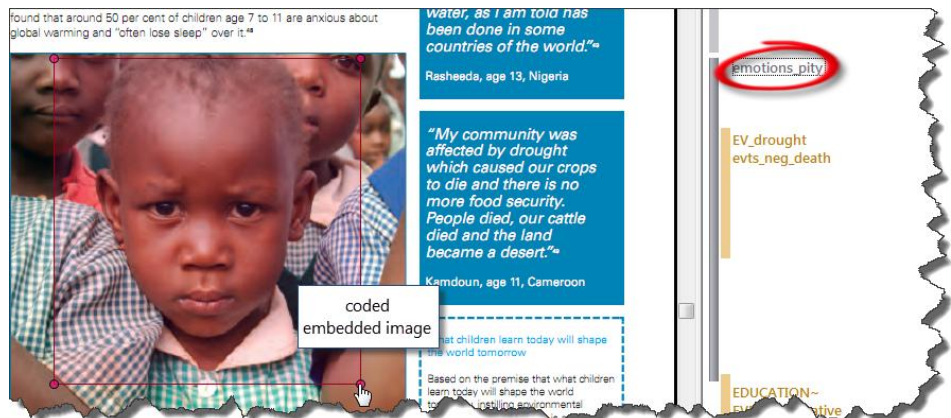 found that around 50 per cent of children age 7 to 11 are anxious about
global warming and "often lose sleep" over it.⁴⁸
water, as I am told has
been done in some
countries of the world."
Rasheeda, age 13, Nigeria
"My community was
affected by drought
which caused our crops
to die and there is no
more food security.
People died, our cattle
died and the land
became a desert."
Kamdoun, age 11, Cameroon
coded
embedded image
what children learn today will shape
the world tomorrow
Based on the premise that what children
learn today will shape the world
instilling environmental
emotions_pity
EV_drought
evts_neg_death
EDUCATION~